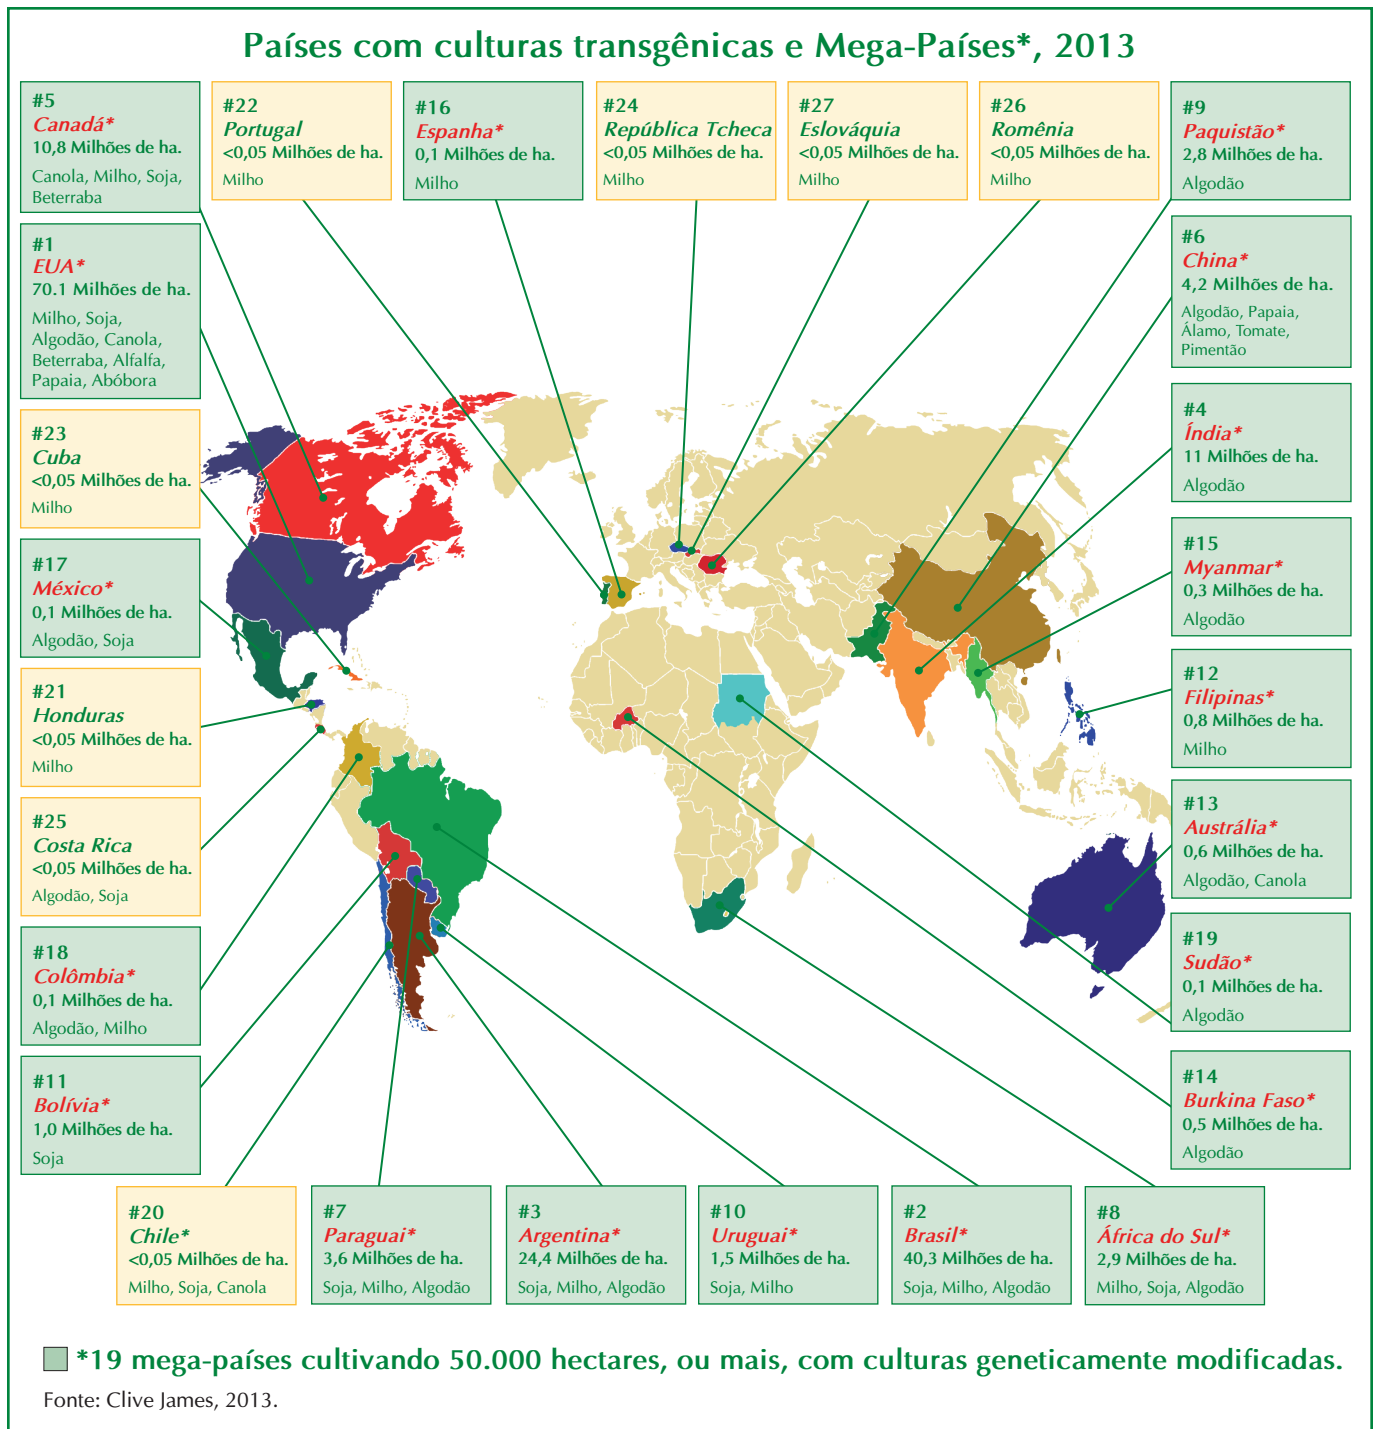 Países com culturas transgênicas e Mega-Países*, 2013
#5
Canadá*
10,8 Milhões de ha.
Canola, Milho, Soja,
Beterraba
#22
Portugal
<0,05 Milhões de ha.
Milho
#16
Espanha*
0,1 Milhões de ha.
Milho
#24
República Tcheca
<0,05 Milhões de ha.
Milho
#27
Eslováquia
<0,05 Milhões de ha.
Milho
#26
Romênia
<0,05 Milhões de ha.
Milho
#9
Paquistão*
2,8 Milhões de ha.
Algodão
#1
EUA*
70.1 Milhões de ha.
Milho, Soja,
Algodão, Canola,
Beterraba, Alfalfa,
Papaia, Abóbora
#23
Cuba
<0,05 Milhões de ha.
Milho
#17
México*
0,1 Milhões de ha.
Algodão, Soja
#21
Honduras
<0,05 Milhões de ha.
Milho
#25
Costa Rica
<0,05 Milhões de ha.
Algodão, Soja
#18
Colômbia*
0,1 Milhões de ha.
Algodão, Milho
#11
Bolívia*
1,0 Milhões de ha.
Soja
#6
China*
4,2 Milhões de ha.
Algodão, Papaia,
Álamo, Tomate,
Pimentão
#4
Índia*
11 Milhões de ha.
Algodão
#15
Myanmar*
0,3 Milhões de ha.
Algodão
#12
Filipinas*
0,8 Milhões de ha.
Milho
#13
Austrália*
0,6 Milhões de ha.
Algodão, Canola
#19
Sudão*
0,1 Milhões de ha.
Algodão
#14
Burkina Faso*
0,5 Milhões de ha.
Algodão
#20
Chile*
<0,05 Milhões de ha.
Milho, Soja, Canola
#7
Paraguai*
3,6 Milhões de ha.
Soja, Milho, Algodão
#3
Argentina*
24,4 Milhões de ha.
Soja, Milho, Algodão
#10
Uruguai*
1,5 Milhões de ha.
Soja, Milho
#2
Brasil*
40,3 Milhões de ha.
Soja, Milho, Algodão
#8
África do Sul*
2,9 Milhões de ha.
Milho, Soja, Algodão
*19 mega-países cultivando 50.000 hectares, ou mais, com culturas geneticamente modificadas.
Fonte: Clive James, 2013.